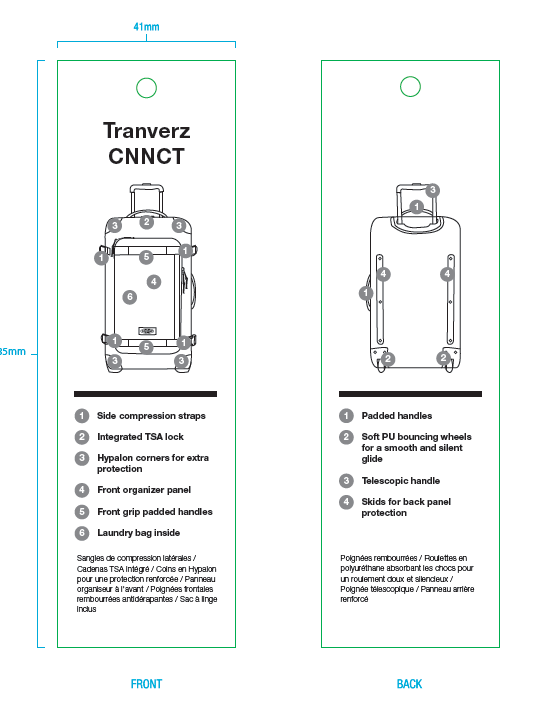 41mm
35mm
Tranverz
CNNCT
3
2
3
1
5
1
4
6
1
5
1
3
3
3
1
4
4
1
2
2
1 Side compression straps
2 Integrated TSA lock
3 Hypalon corners for extra
protection
4 Front organizer panel
5 Front grip padded handles
6 Laundry bag inside
Sangles de compression latérales /
Cadenas TSA intégré / Coins en Hypalon
pour une protection renforcée / Panneau
organiseur à l'avant / Poignées frontales
rembourrées antidérapantes / Sac à linge
inclus
1 Padded handles
2 Soft PU bouncing wheels
for a smooth and silent
glide
3 Telescopic handle
4 Skids for back panel
protection
Poignées rembourrées / Roulettes en
polyuréthane absorbant les chocs pour
un roulement doux et silencieux /
Poignée télescopique / Panneau arrière
renforcé
FRONT
BACK